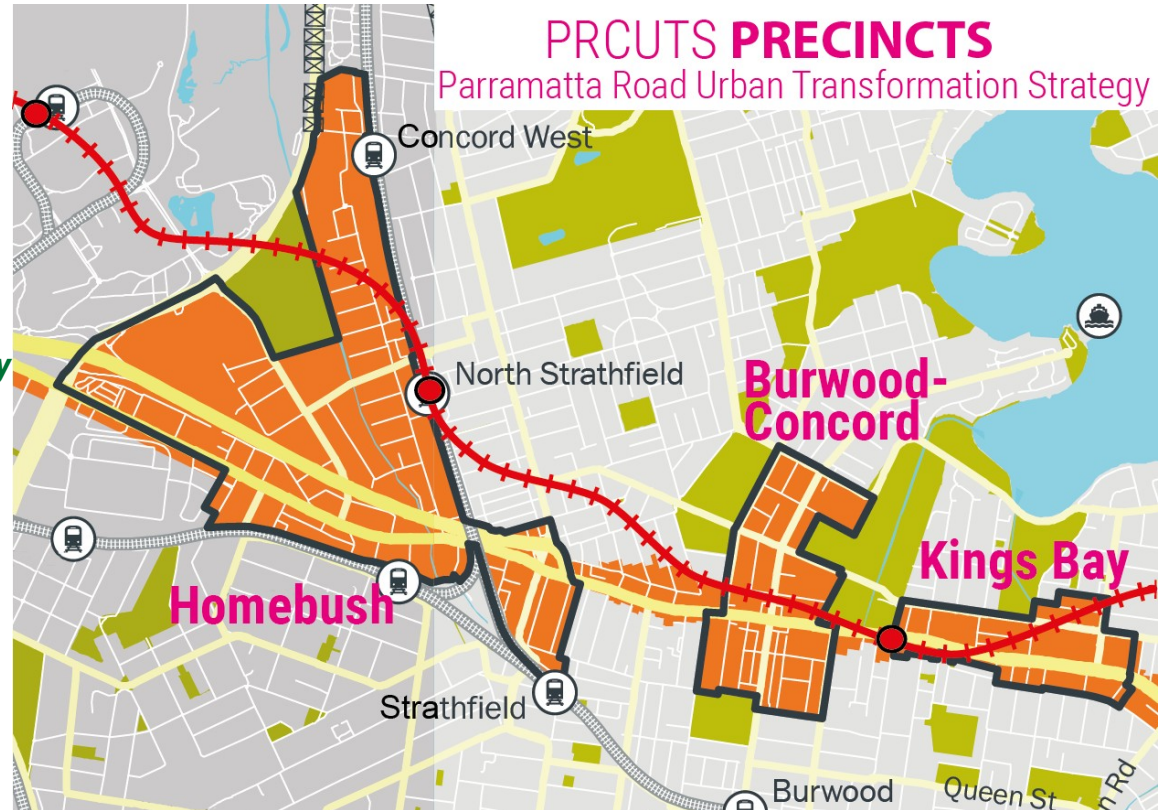 PRCUTS PRECINCTS
Parramatta Road Urban Transformation Strategy
Concord West
North Strathfield
Burwood-
Concord
Kings Bay
Homebush
Strathfield
Burwood
Queen St
Rd
y